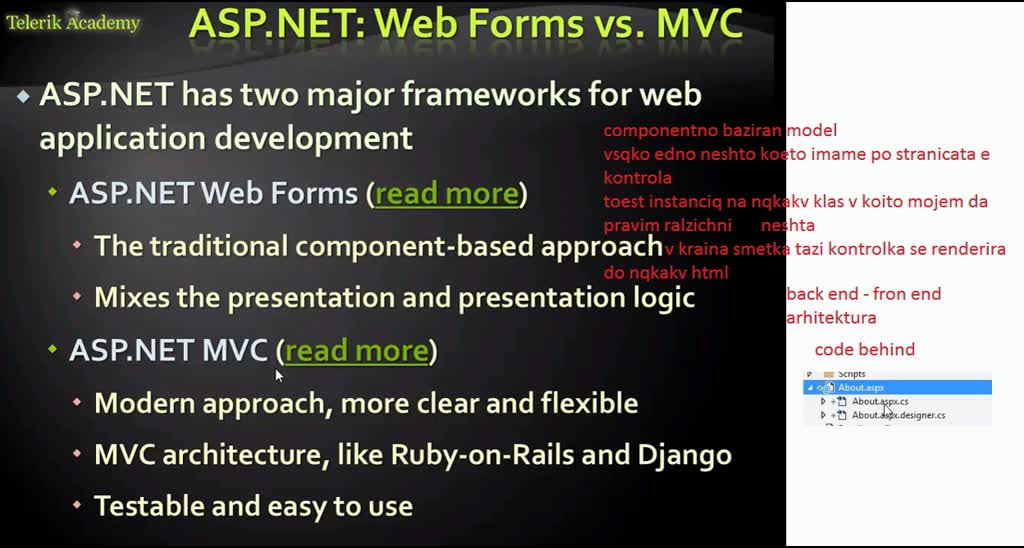 Telerik Academy
ASP.NET: Web Forms vs. MVC
ASP.NET has two major frameworks for web
application development
ASP.NET Web Forms (read more)
The traditional component-based approach
Mixes the presentation and presentation logic
ASP.NET MVC (read more)
Modern approach, more clear and flexible
MVC architecture, like Ruby-on-Rails and Django
Testable and easy to use
componentno baziran model
vsqko edno neshto koeto imame po stranicata e
kontrola
toest instanciq na nqkakv klas v koito mojem da
pravim ralzichni neshta
v kraina smetka tazi kontrolka se renderira
do nqkakv html
back end - fron end
arhitektura
code behind
Scripts
About.aspx
About.aspx.cs
About.aspx.designer.cs